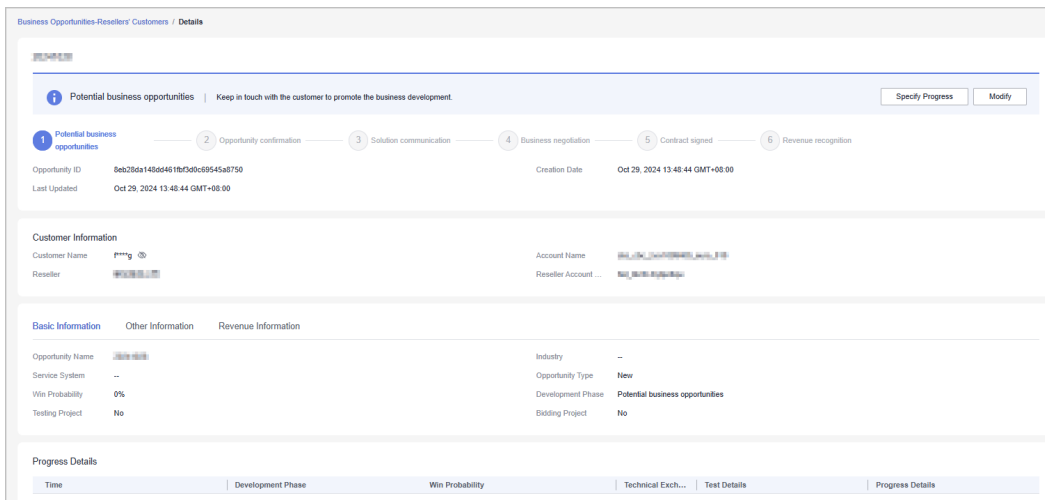 Business Opportunities-Resellers' Customers / Details
Potential business opportunities | Keep in touch with the customer to promote the business development.
Specify Progress
Modify
1 Potential business opportunities
2 Opportunity confirmation
3 Solution communication
4 Business negotiation
5 Contract signed
6 Revenue recognition
Opportunity ID 8eb28da148dd461fbf3d0c69545a8750
Creation Date Oct 29, 2024 13:48:44 GMT+08:00
Last Updated Oct 29, 2024 13:48:44 GMT+08:00
Customer Information
Customer Name f****g
Account Name
Reseller
Reseller Account ...
Basic Information Other Information Revenue Information
Opportunity Name
Industry --
Service System --
Opportunity Type New
Win Probability 0%
Development Phase Potential business opportunities
Testing Project No
Bidding Project No
Progress Details
Time Development Phase Win Probability Technical Exch... Test Details Progress Details